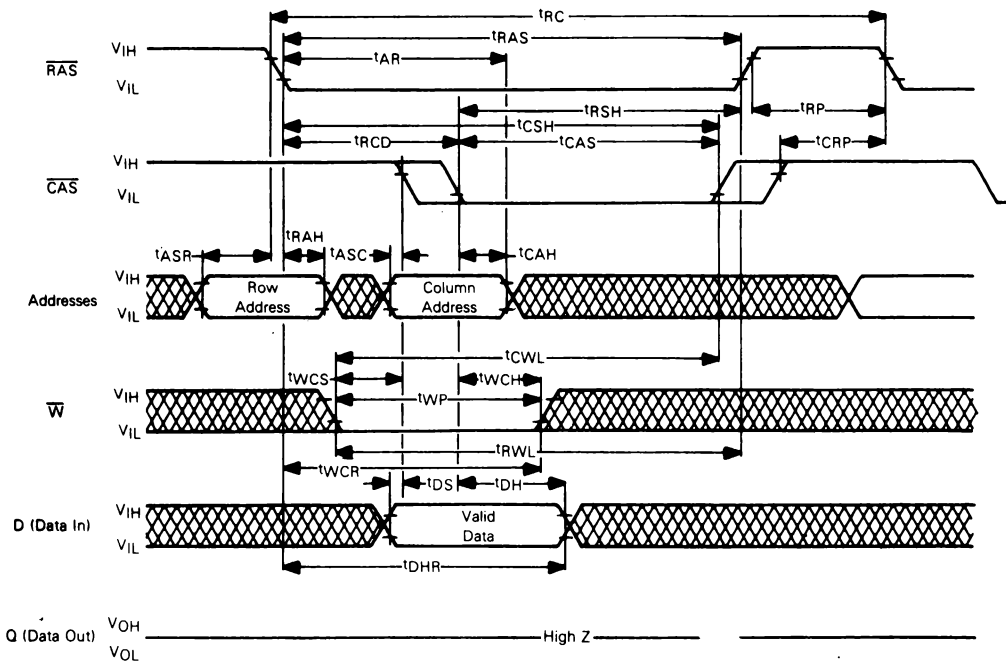 tRC
tRAS
tAR
RAS
VIH
VIL
tRSH
tRP
tCSH
tRCD
tCAS
tCRP
CAS
VIH
VIL
tASR
tRAH
tASC
tCAH
Addresses
VIH
VIL
Row
Address
Column
Address
tCWL
tWCS
tWCH
W
VIH
VIL
tWP
tRWL
tWCR
tDS
tDH
D (Data In)
VIH
VIL
Valid
Data
tDHR
Q (Data Out)
VOH
VOL
High Z